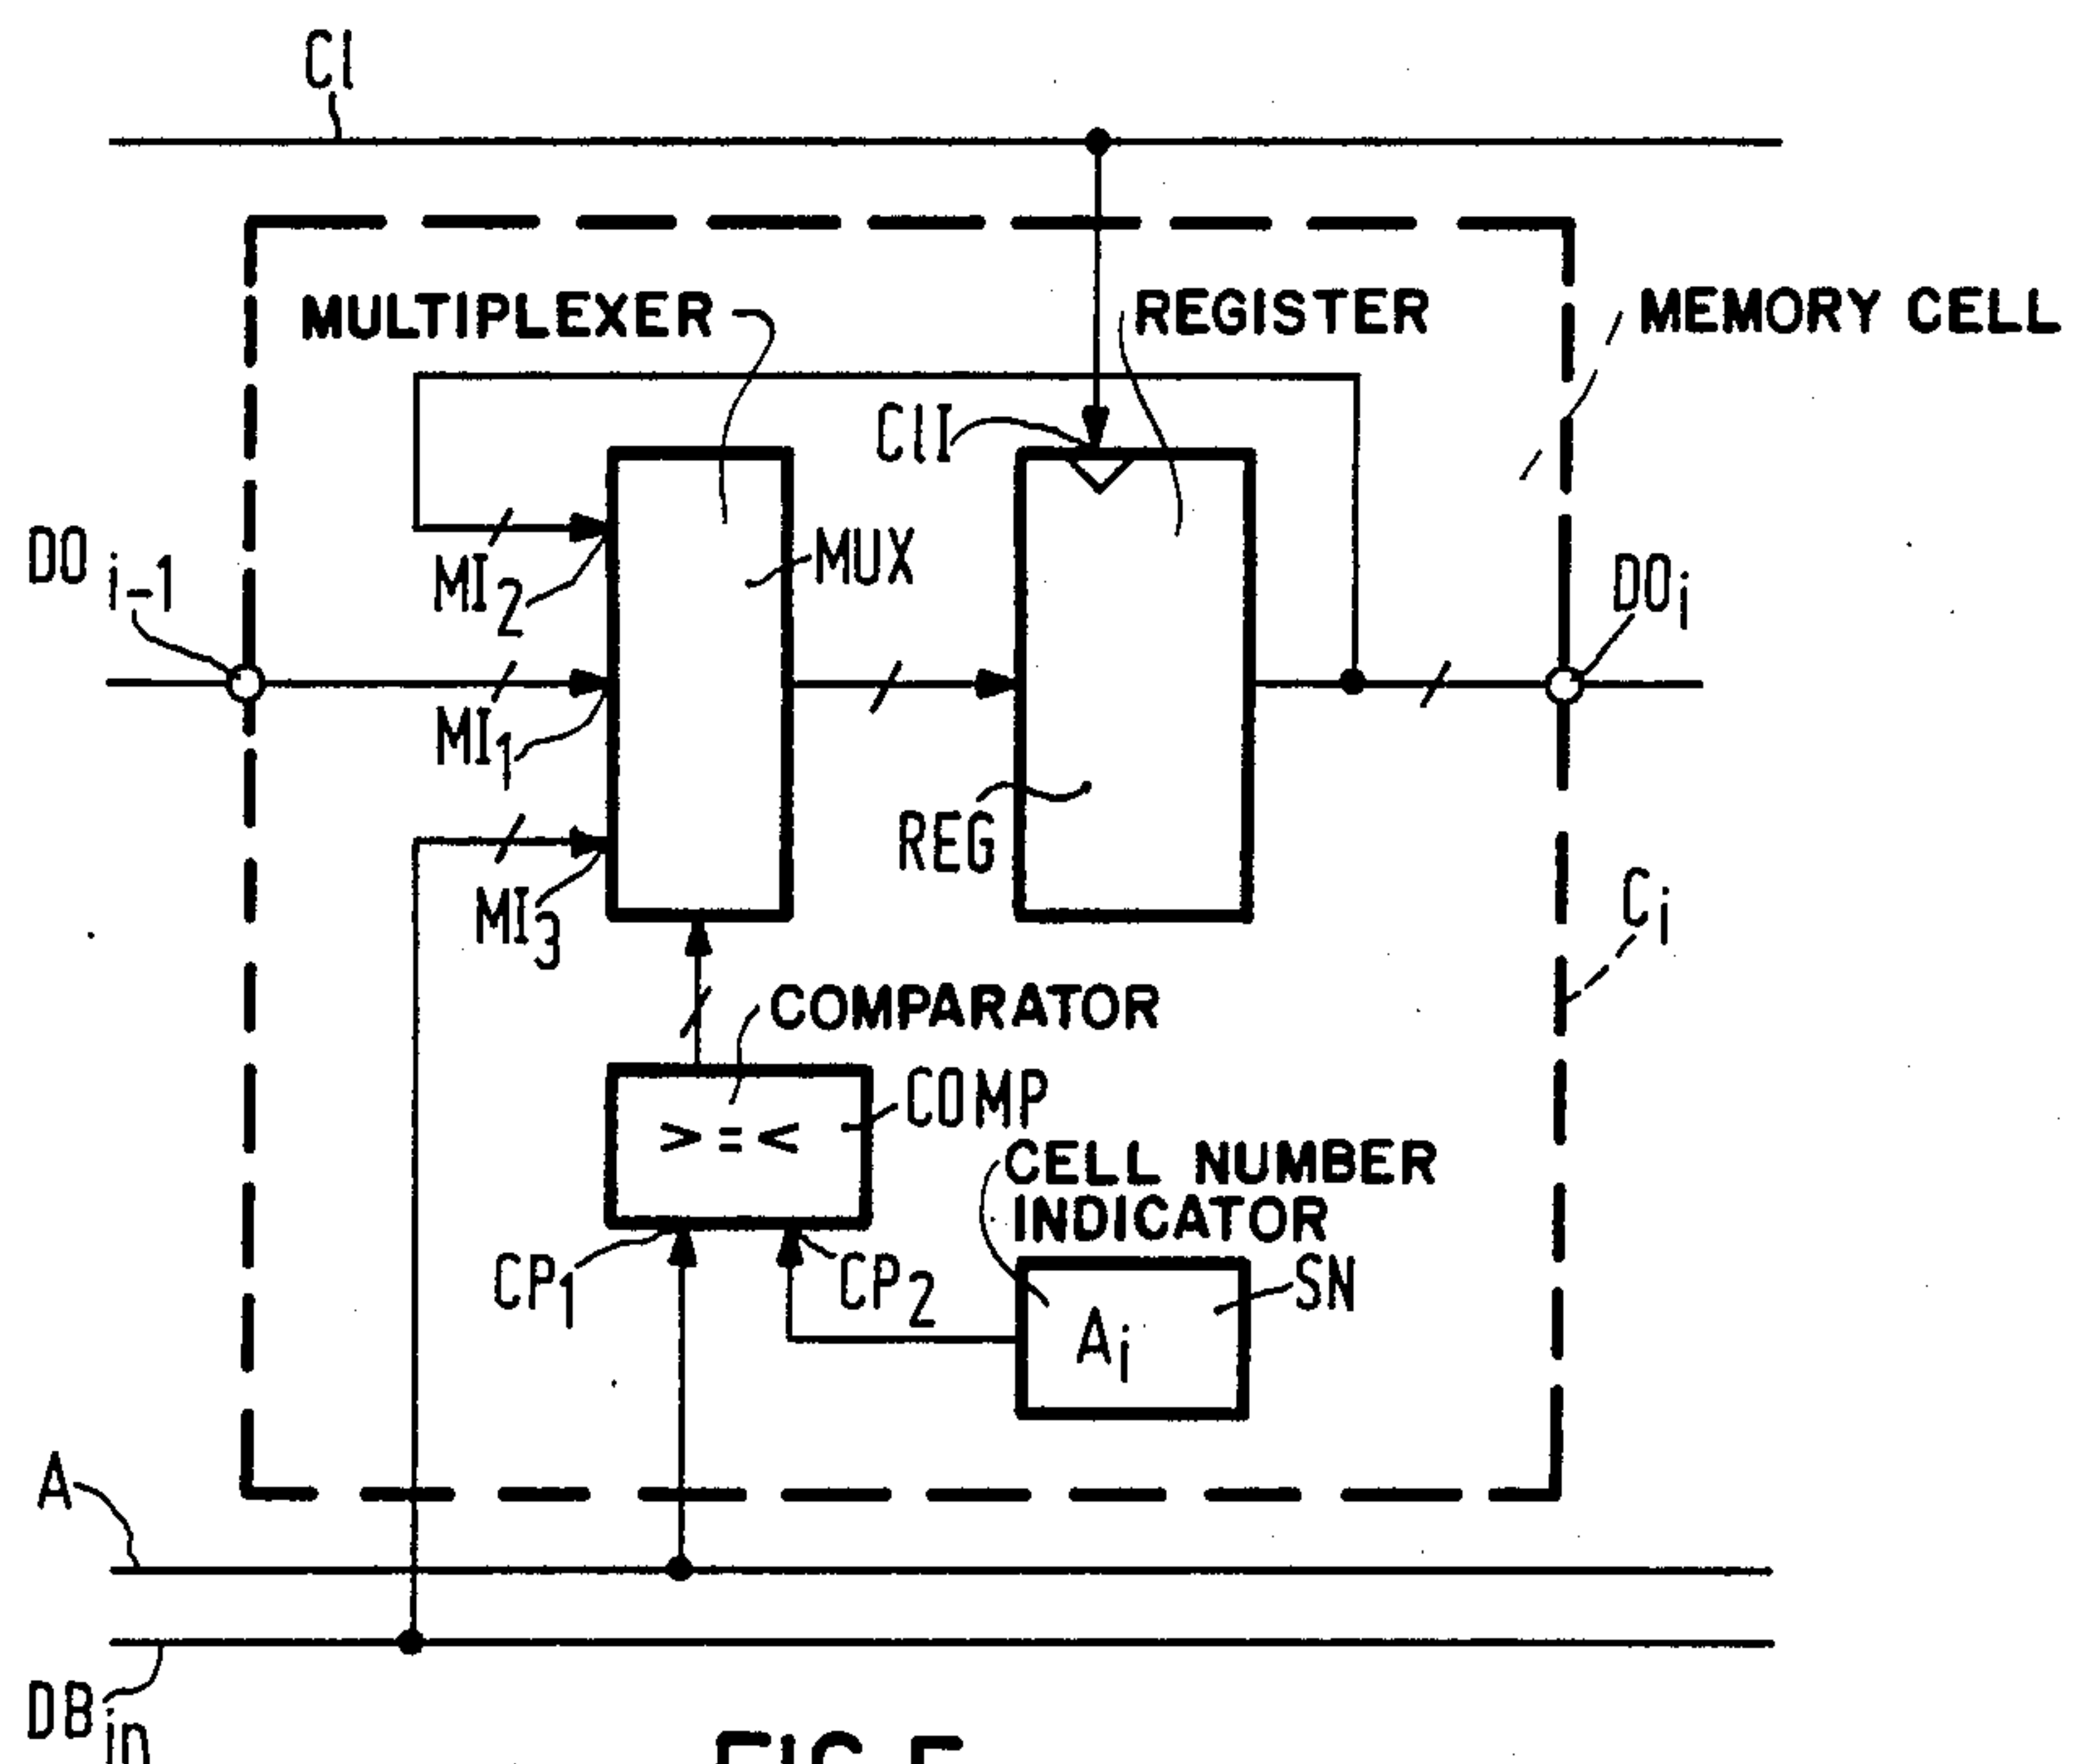 Cl
MULTIPLEXER
REGISTER
MEMORY CELL
ClI
DO i-1
MI2
MUX
DOi
MI1
REG
MI3
Ci
COMPARATOR
>=<
COMP
CELL NUMBER
INDICATOR
CP1
CP2
SN
Ai
A
DBin